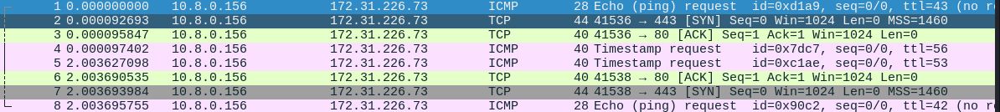 1 0.000000000 10.8.0.156 172.31.226.73 ICMP 28 Echo (ping) request id=0xd1a9, seq=0/0, ttl=43 (no r
2 0.000092693 10.8.0.156 172.31.226.73 TCP 44 41536 → 443 [SYN] Seq=0 Win=1024 Len=0 MSS=1460
3 0.000095847 10.8.0.156 172.31.226.73 TCP 40 41536 → 80 [ACK] Seq=1 Ack=1 Win=1024 Len=0
4 0.000097402 10.8.0.156 172.31.226.73 ICMP 40 Timestamp request id=0x7dc7, seq=0/0, ttl=56
5 2.003627098 10.8.0.156 172.31.226.73 ICMP 40 Timestamp request id=0xc1ae, seq=0/0, ttl=53
6 2.003690535 10.8.0.156 172.31.226.73 TCP 40 41538 → 80 [ACK] Seq=1 Ack=1 Win=1024 Len=0
7 2.003693984 10.8.0.156 172.31.226.73 TCP 44 41538 → 443 [SYN] Seq=0 Win=1024 Len=0 MSS=1460
8 2.003695755 10.8.0.156 172.31.226.73 ICMP 28 Echo (ping) request id=0x90c2, seq=0/0, ttl=42 (no r